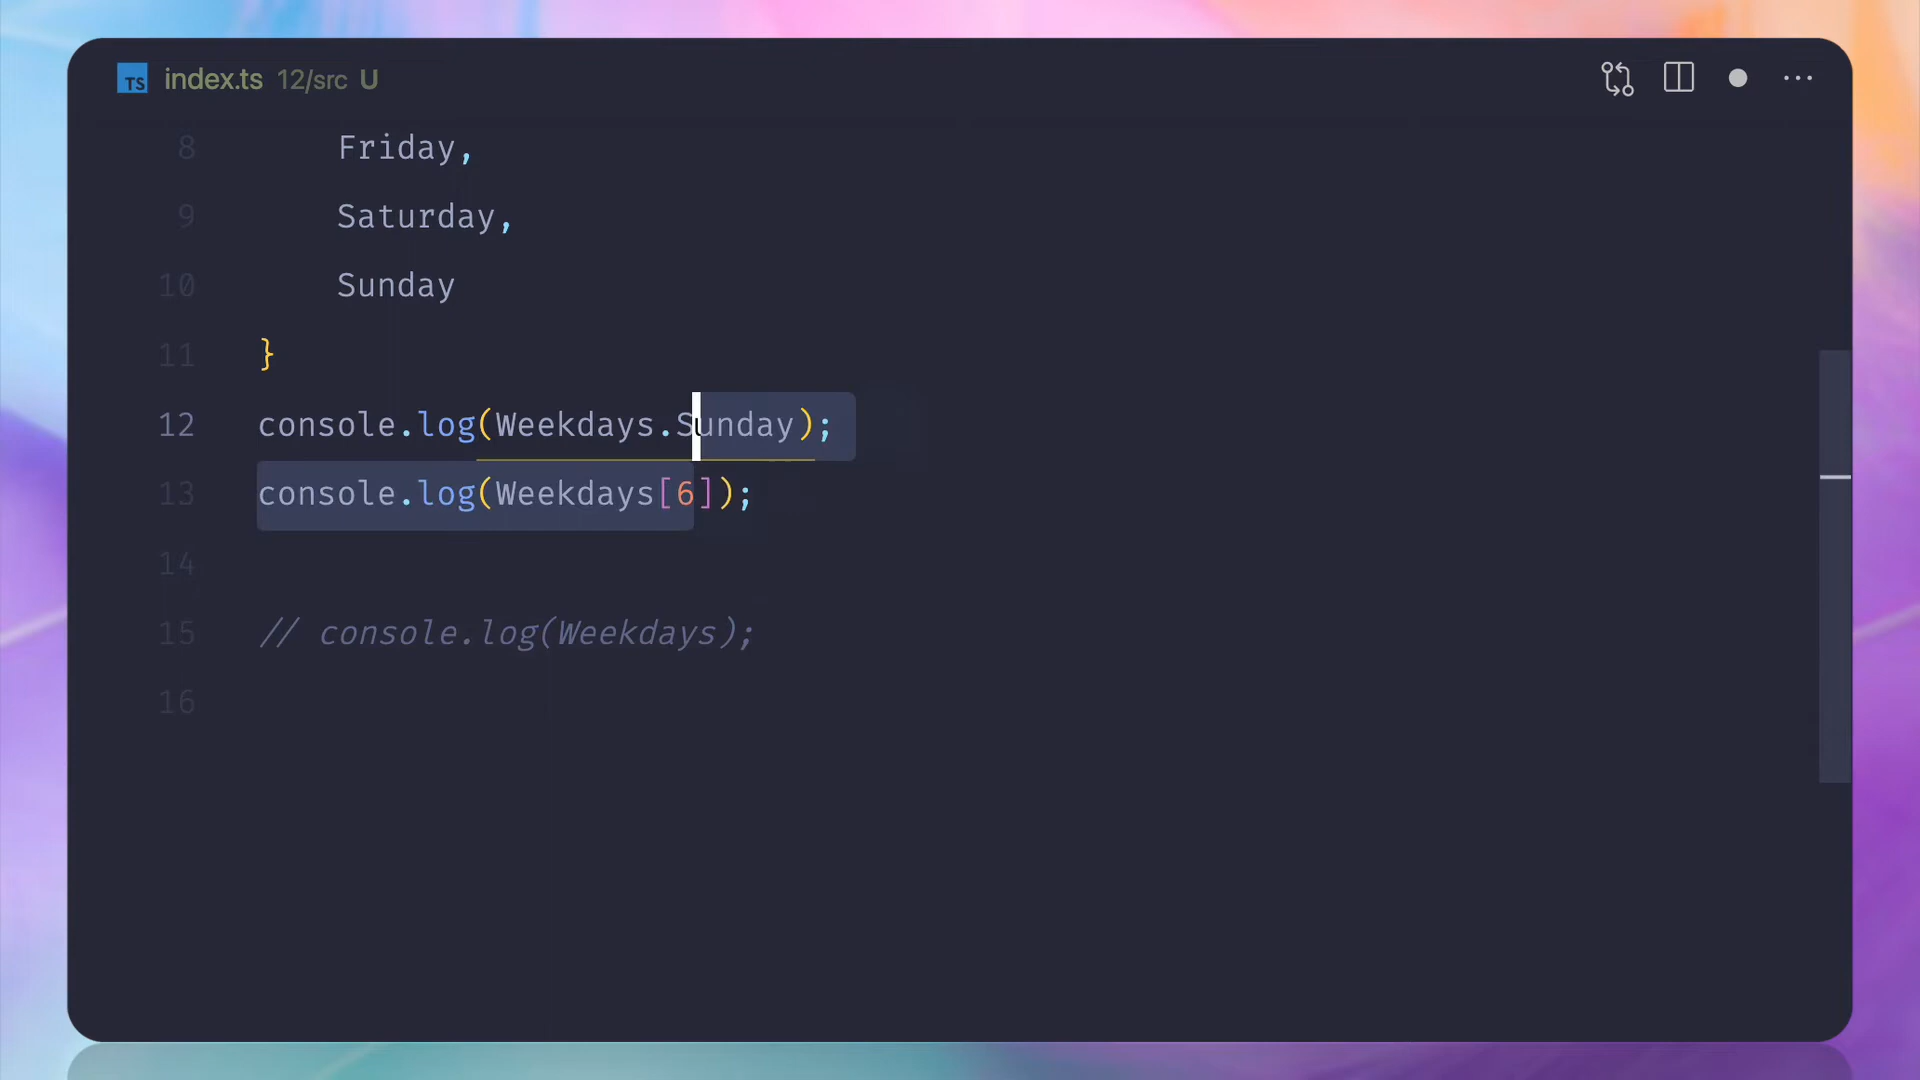 TS index.ts 12/src U
8 Friday,
9 Saturday,
10 Sunday
11 }
12 console.log(Weekdays.Sunday);
13 console.log(Weekdays[6]);
14
15 // console.log(Weekdays);
16